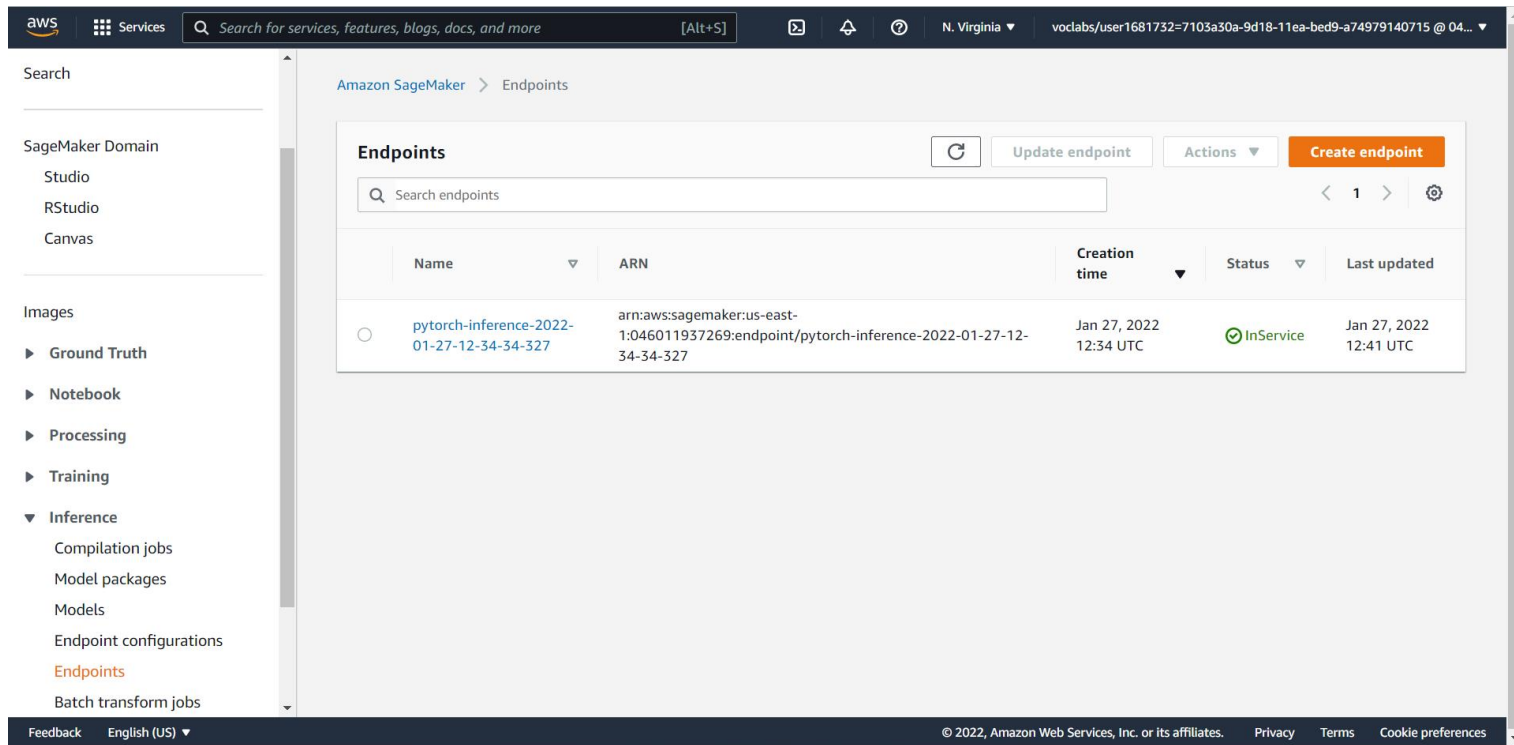 aws Services Search for services, features, blogs, docs, and more [Alt+S] N. Virginia ▼ voclabs/user1681732=7103a30a-9d18-11ea-bed9-a74979140715 @ 04... ▼
Search
SageMaker Domain
Studio
RStudio
Canvas
Images
Ground Truth
Notebook
Processing
Training
Inference
Compilation jobs
Model packages
Models
Endpoint configurations
Endpoints
Batch transform jobs
Amazon SageMaker > Endpoints
Endpoints Update endpoint Actions ▼ Create endpoint
Search endpoints < 1 >
Name ARN Creation time Status Last updated
pytorch-inference-2022-
01-27-12-34-34-327
arn:aws:sagemaker:us-east-
1:046011937269:endpoint/pytorch-inference-2022-01-27-12-
34-34-327
Jan 27, 2022
12:34 UTC
InService
Jan 27, 2022
12:41 UTC
Feedback English (US) ▼ © 2022, Amazon Web Services, Inc. or its affiliates. Privacy Terms Cookie preferences